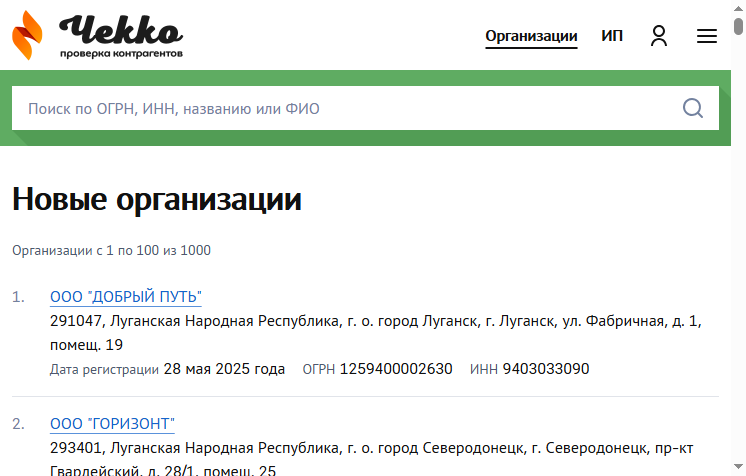 Чекко
проверка контрагентов
Организации ИП
Поиск по ОГРН, ИНН, названию или ФИО
Новые организации
Организации с 1 по 100 из 1000
1. ООО "ДОБРЫЙ ПУТЬ"
291047, Луганская Народная Республика, г. о. город Луганск, г. Луганск, ул. Фабричная, д. 1,
помещ. 19
Дата регистрации 28 мая 2025 года ОГРН 1259400002630 ИНН 9403033090
2. ООО "ГОРИЗОНТ"
293401, Луганская Народная Республика, г. о. город Северодонецк, г. Северодонецк, пр-кт
Гвардейский, д. 28/1, помещ. 25